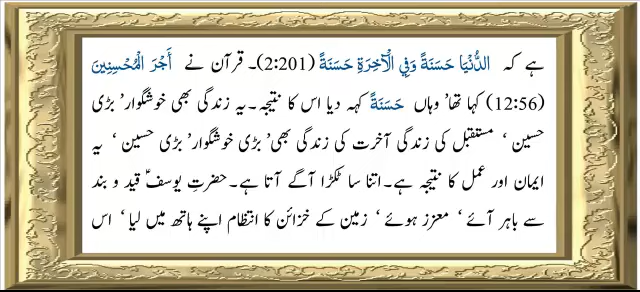 ہے کہ الدُّنْيَا حَسَنَةً وَفِي الْآخِرَةِ حَسَنَةً (2:201)۔ قرآن نے أَجْرَ الْمُحْسِنِينَ
(12:56) کہا تھا’ وہاں حَسَنَةً کہہ دیا اس کا نتیجہ۔یہ زندگی بھی خوشگوار’ بڑی
حسین ‘ مستقبل کی زندگی آخرت کی زندگی بھی’ بڑی خوشگوار’ بڑی حسین ‘ یہ
ایمان اور عمل کا نتیجہ ہے۔اتنا سا ٹکڑا آگے آتا ہے۔حضرتِ یوسفؑ قید و بند
سے باہر آئے ‘ معزز ہوئے ‘ زمین کے خزائن کا انتظام اپنے ہاتھ میں لیا ‘ اس